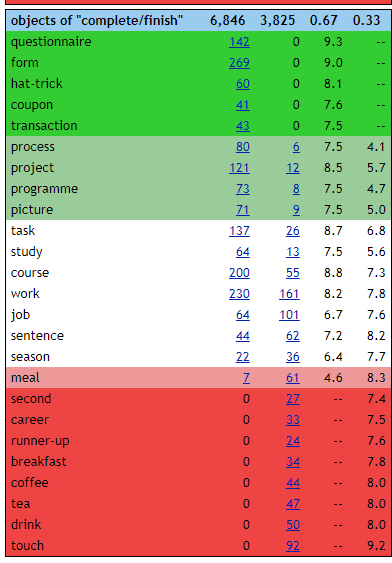 objects of "complete/finish" 6,846 3,825 0.67 0.33
questionnaire 142 0 9.3 --
form 269 0 9.0 --
hat-trick 60 0 8.1 --
coupon 41 0 7.6 --
transaction 43 0 7.5 --
process 80 6 7.5 4.1
project 121 12 8.5 5.7
programme 73 8 7.5 4.7
picture 71 9 7.5 5.0
task 137 26 8.7 6.8
study 64 13 7.5 5.6
course 200 55 8.8 7.3
work 230 161 8.2 7.8
job 64 101 6.7 7.6
sentence 44 62 7.2 8.2
season 22 36 6.4 7.7
meal 7 61 4.6 8.3
second 0 27 -- 7.4
career 0 33 -- 7.5
runner-up 0 24 -- 7.6
breakfast 0 34 -- 7.8
coffee 0 44 -- 8.0
tea 0 47 -- 8.0
drink 0 50 -- 8.0
touch 0 92 -- 9.2